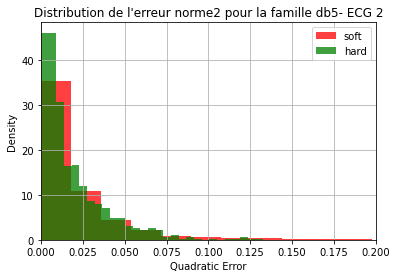 Distribution de l'erreur norme2 pour la famille db5- ECG 2
soft
hard
40
30
20
10
0
Density
0.000 0.025 0.050 0.075 0.100 0.125 0.150 0.175 0.200
Quadratic Error